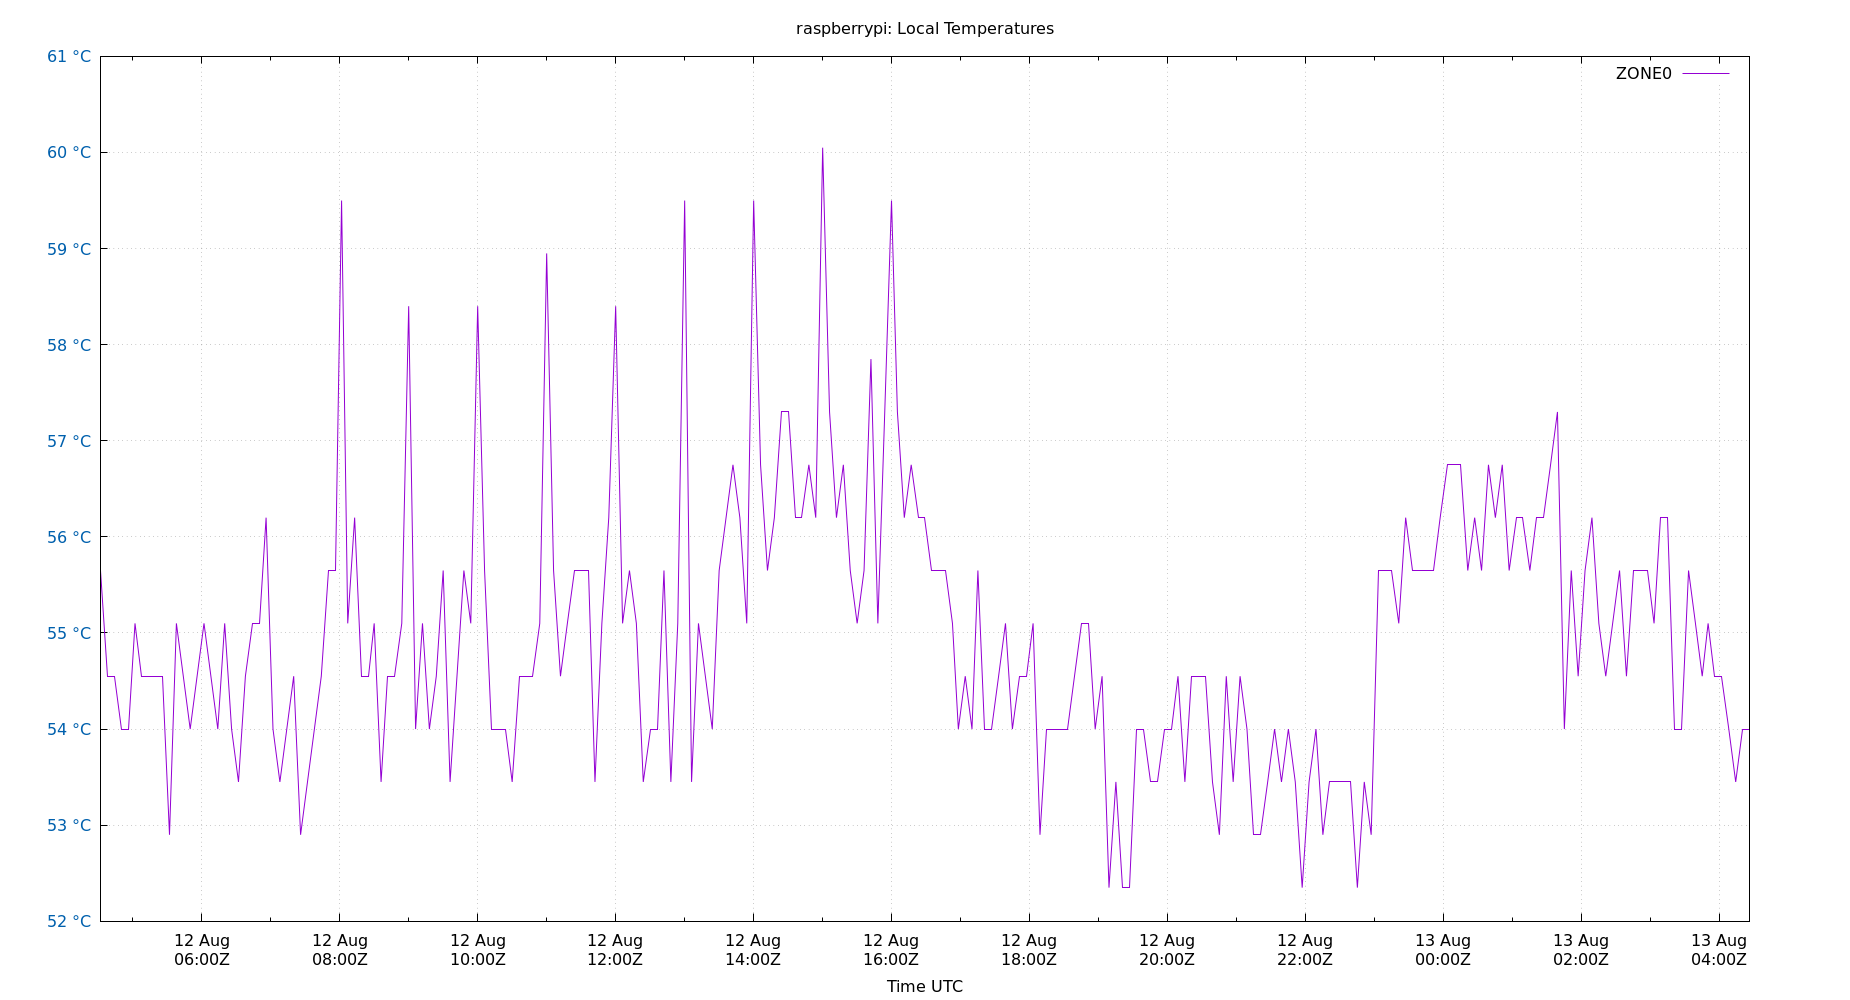 raspberrypi: Local Temperatures
61 °C
ZONE0
60 °C
59 °C
58 °C
57 °C
56 °C
55 °C
54 °C
53 °C
52 °C
12 Aug 12 Aug 12 Aug 12 Aug 12 Aug 12 Aug 12 Aug 12 Aug 12 Aug 13 Aug 13 Aug 13 Aug
06:00Z 08:00Z 10:00Z 12:00Z 14:00Z 16:00Z 18:00Z 20:00Z 22:00Z 00:00Z 02:00Z 04:00Z
Time UTC